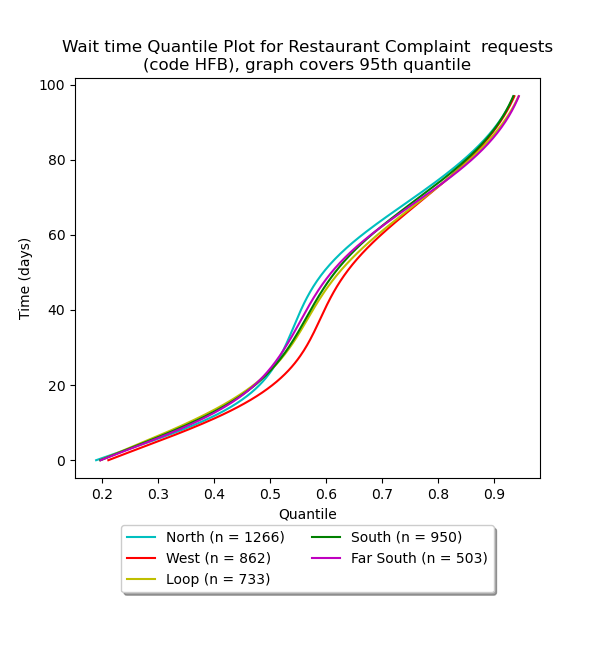 Wait time Quantile Plot for Restaurant Complaint  requests
(code HFB), graph covers 95th quantile
100
80
60
40
20
0
Time (days)
0.2 0.3 0.4 0.5 0.6 0.7 0.8 0.9
Quantile
North (n = 1266)
West (n = 862)
Loop (n = 733)
South (n = 950)
Far South (n = 503)